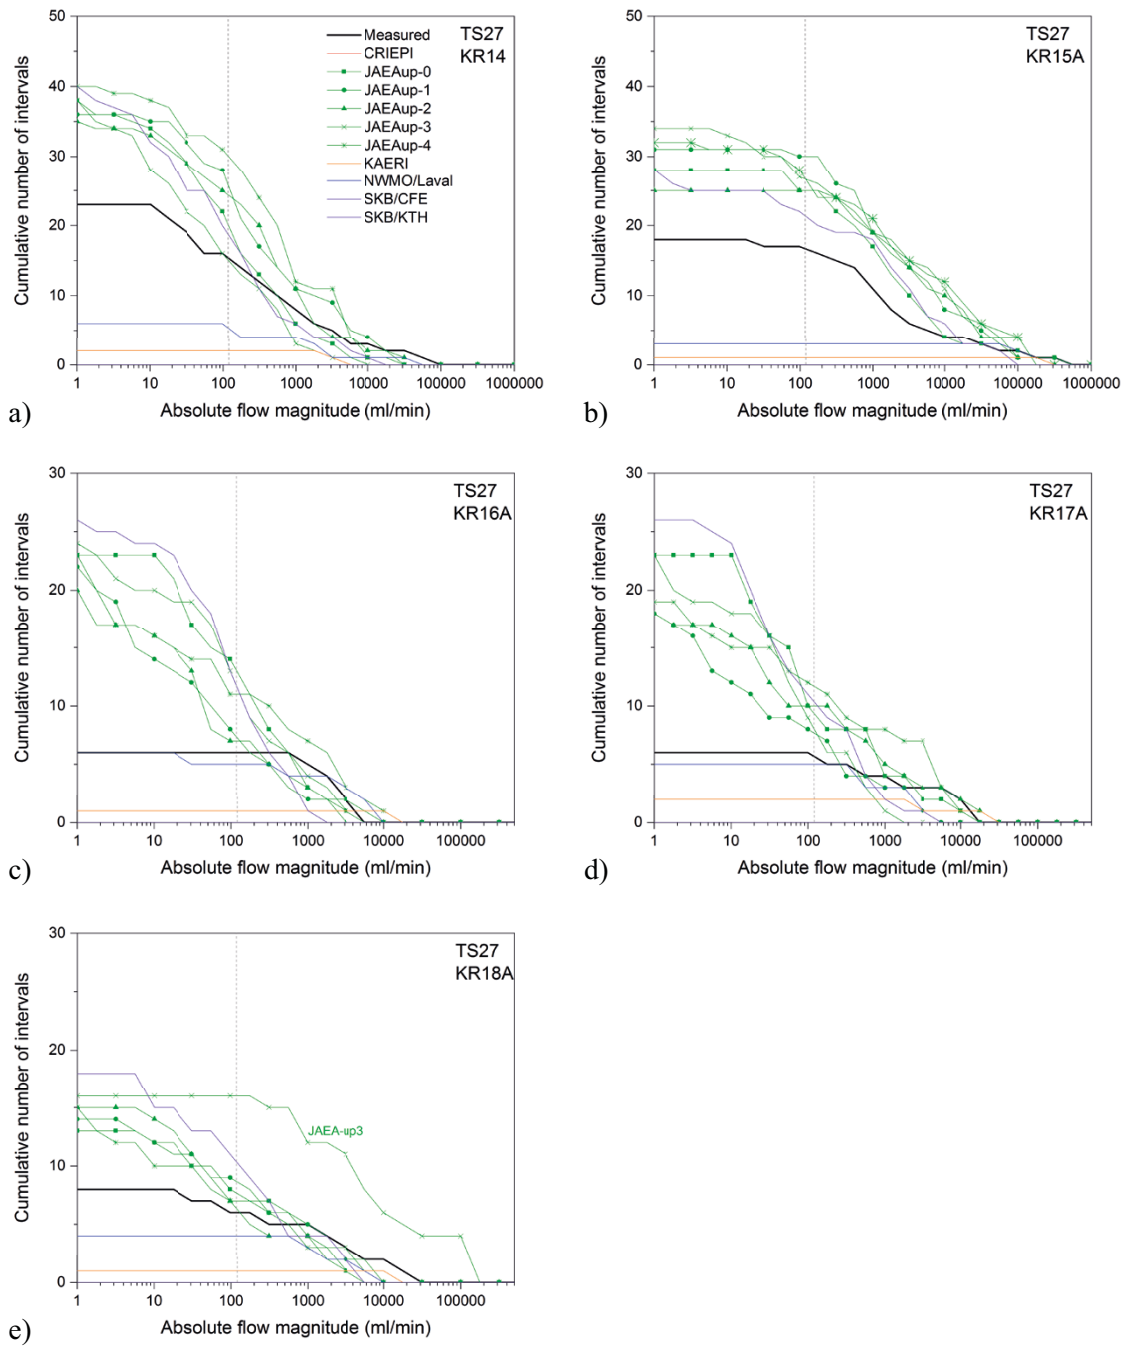 50
40
30
20
10
0
Cumulative number of intervals
TS27
KR14
Measured
CRIEPI
JAEAup-0
JAEAup-1
JAEAup-2
JAEAup-3
JAEAup-4
KAERI
NWMO/Laval
SKB/CFE
SKB/KTH
1 10 100 1000 10000 100000 1000000
Absolute flow magnitude (ml/min)
a)
50
40
30
20
10
0
Cumulative number of intervals
TS27
KR15A
1 10 100 1000 10000 100000 1000000
Absolute flow magnitude (ml/min)
b)
30
20
10
0
Cumulative number of intervals
TS27
KR16A
1 10 100 1000 10000 100000
Absolute flow magnitude (ml/min)
c)
30
20
10
0
Cumulative number of intervals
TS27
KR17A
1 10 100 1000 10000 100000
Absolute flow magnitude (ml/min)
d)
30
20
10
0
Cumulative number of intervals
TS27
KR18A
JAEA-up3
1 10 100 1000 10000 100000
Absolute flow magnitude (ml/min)
e)